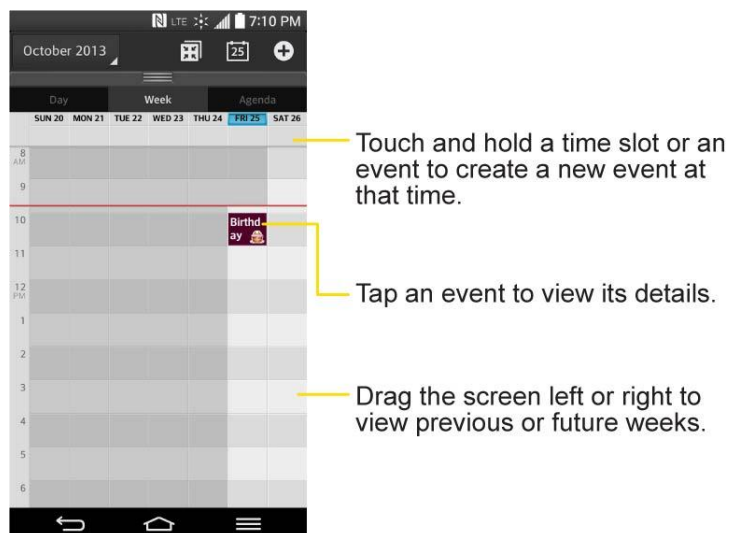 LTE 7:10 PM
October 2013 25
Day Week Agenda
SUN 20 MON 21 TUE 22 WED 23 THU 24 FRI 25 SAT 26
8
AM
9
10
Birthd
ay
11
12
PM
1
2
3
4
5
6
Touch and hold a time slot or an
event to create a new event at
that time.
Tap an event to view its details.
Drag the screen left or right to
view previous or future weeks.